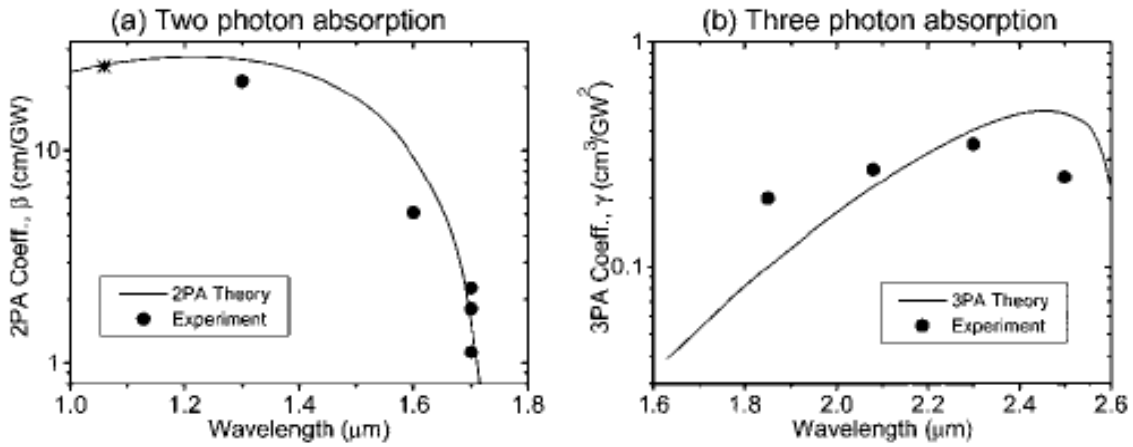 (a) Two photon absorption
2PA Coeff., β (cm/GW)
10
1
2PA Theory
Experiment
1.0 1.2 1.4 1.6 1.8
Wavelength (μm)
(b) Three photon absorption
3PA Coeff., γ (cm³/GW²)
1
0.1
3PA Theory
Experiment
1.6 1.8 2.0 2.2 2.4 2.6
Wavelength (μm)